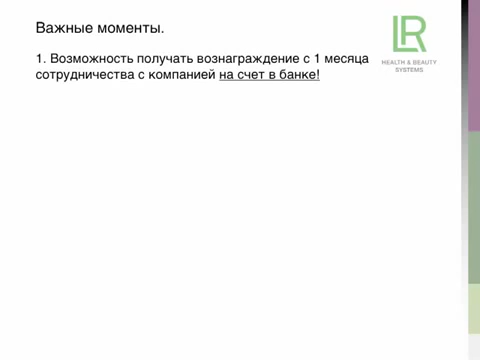 Важные моменты.
LR
HEALTH & BEAUTY
SYSTEMS
1. Возможность получать вознаграждение с 1 месяца
сотрудничества с компанией на счет в банке!